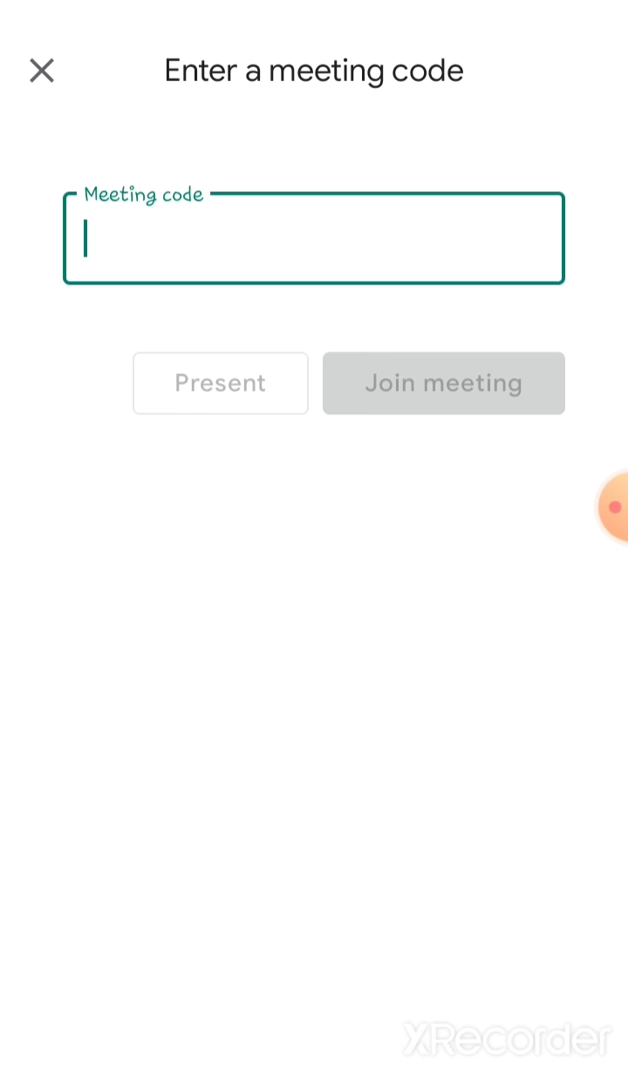 Enter a meeting code
Meeting code
Present
Join meeting
XRecorder